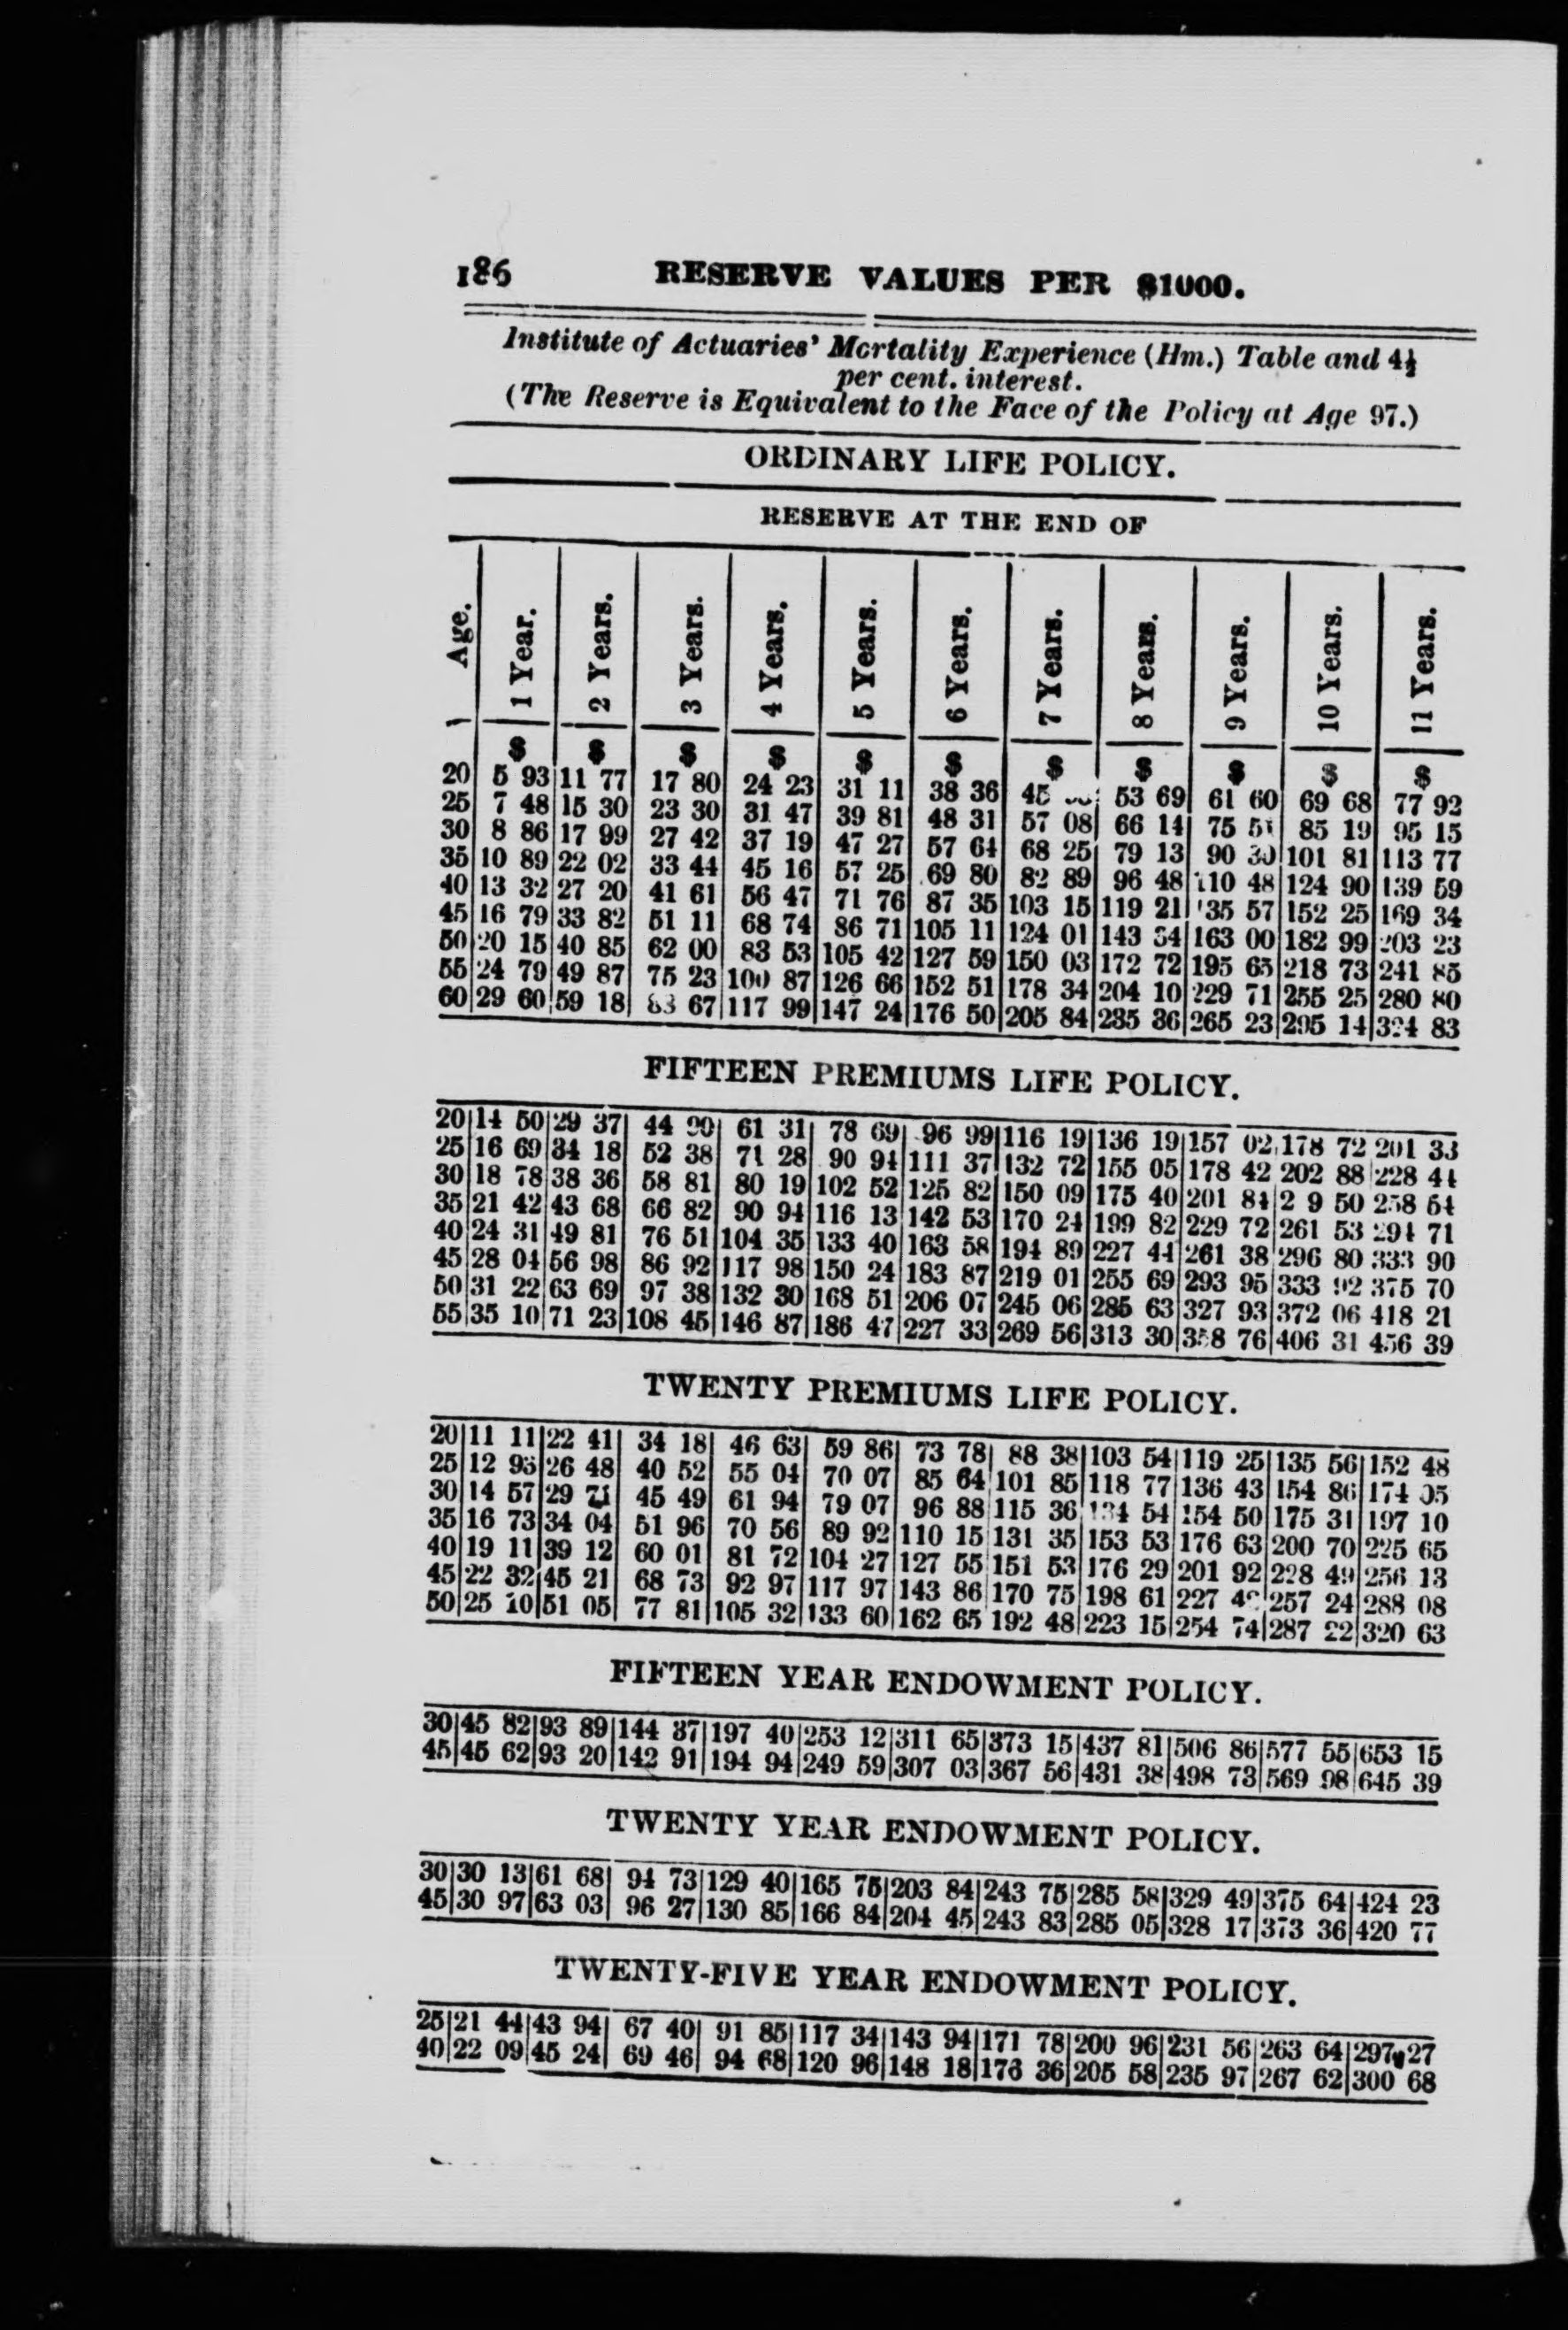 186 RESERVE VALUES PER $1000.
Institute of Actuaries' Mortality Experience (Hm.) Table and 4½
per cent. interest.
(The Reserve is Equivalent to the Face of the Policy at Age 97.)
ORDINARY LIFE POLICY.
RESERVE AT THE END OF
Age. 1 Year. 2 Years. 3 Years. 4 Years. 5 Years. 6 Years. 7 Years. 8 Years. 9 Years. 10 Years. 11 Years.
$ $ $ $ $ $ $ $ $ $ $
20 5 93 11 77 17 80 24 23 31 11 38 36 45 53 69 61 60 69 68 77 92
25 7 48 15 30 23 30 31 47 39 81 48 31 57 08 66 14 75 85 19 95 15
30 8 86 17 99 27 42 37 19 47 27 57 64 68 25 79 13 90 30 101 81 113 77
35 10 89 22 02 33 44 45 16 57 25 69 80 82 89 96 48 110 48 124 90 139 59
40 13 32 27 20 41 61 56 47 71 76 87 35 103 15 119 21 135 57 152 25 169 34
45 16 79 33 82 51 11 68 74 86 71 105 11 124 01 143 34 163 00 182 99 203 23
50 20 15 40 85 62 00 83 53 105 42 127 59 150 03 172 72 195 65 218 73 241 85
55 24 79 49 87 75 23 100 87 126 66 152 51 178 34 204 10 229 71 255 25 280 80
60 29 60 59 18 88 67 117 99 147 24 176 50 205 84 235 36 265 23 295 14 324 83
FIFTEEN PREMIUMS LIFE POLICY.
20 14 50 29 37 44 90 61 31 78 69 96 99 116 19 136 19 157 02 178 72 201 33
25 16 69 34 18 52 38 71 28 90 94 111 37 132 72 155 05 178 42 202 88 228 44
30 18 78 38 36 58 81 80 19 102 52 125 82 150 09 175 40 201 84 2 9 50 258 54
35 21 42 43 68 66 82 90 94 116 13 142 53 170 24 199 82 229 72 261 53 294 71
40 24 31 49 81 76 51 104 35 133 40 163 58 194 89 227 44 261 38 296 80 333 90
45 28 04 56 98 86 92 117 98 150 24 183 87 219 01 255 69 293 95 333 92 375 70
50 31 22 63 69 97 38 132 30 168 51 206 07 245 06 285 63 327 93 372 06 418 21
55 35 10 71 23 108 45 146 87 186 47 227 33 269 56 313 30 358 76 406 31 456 39
TWENTY PREMIUMS LIFE POLICY.
20 11 11 22 41 34 18 46 63 59 86 73 78 88 38 103 54 119 25 135 56 152 48
25 12 93 26 48 40 52 55 04 70 07 85 64 101 85 118 77 136 43 154 86 174 05
30 14 57 29 71 45 49 61 94 79 07 96 88 115 36 134 54 154 50 175 31 197 10
35 16 73 34 04 51 96 70 56 89 92 110 15 131 35 153 53 176 63 200 70 225 65
40 19 11 39 12 60 01 81 72 104 27 127 55 151 53 176 29 201 92 228 49 256 13
45 22 32 45 21 68 73 92 97 117 97 143 86 170 75 198 61 227 257 24 288 08
50 25 10 51 05 77 81 105 32 133 60 162 65 192 48 223 15 254 74 287 22 320 63
FIFTEEN YEAR ENDOWMENT POLICY.
30 45 82 93 89 144 37 197 40 253 12 311 65 373 15 437 81 506 86 577 55 653 15
45 45 62 93 20 142 91 194 94 249 59 307 03 367 56 431 38 498 73 569 98 645 39
TWENTY YEAR ENDOWMENT POLICY.
30 30 13 61 68 94 73 129 40 165 75 203 84 243 75 285 58 329 49 375 64 424 23
45 30 97 63 03 96 27 130 85 166 84 204 45 243 83 285 05 328 17 373 36 420 77
TWENTY-FIVE YEAR ENDOWMENT POLICY.
25 21 44 43 94 67 40 91 85 117 34 143 94 171 78 200 96 231 56 263 64 297 27
40 22 09 45 24 69 46 94 68 120 96 148 18 176 36 205 58 235 97 267 62 300 68